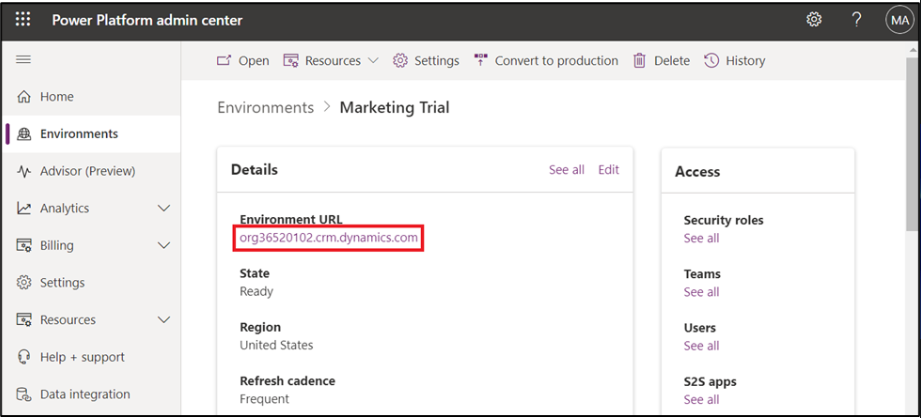 Power Platform admin center
?
MA
Open
Resources
Settings
Convert to production
Delete
History
Home
Environments
Advisor (Preview)
Analytics
Billing
Settings
Resources
Help + support
Data integration
Environments > Marketing Trial
Details
See all
Edit
Environment URL
org36520102.crm.dynamics.com
State
Ready
Region
United States
Refresh cadence
Frequent
Access
Security roles
See all
Teams
See all
Users
See all
S2S apps
See all